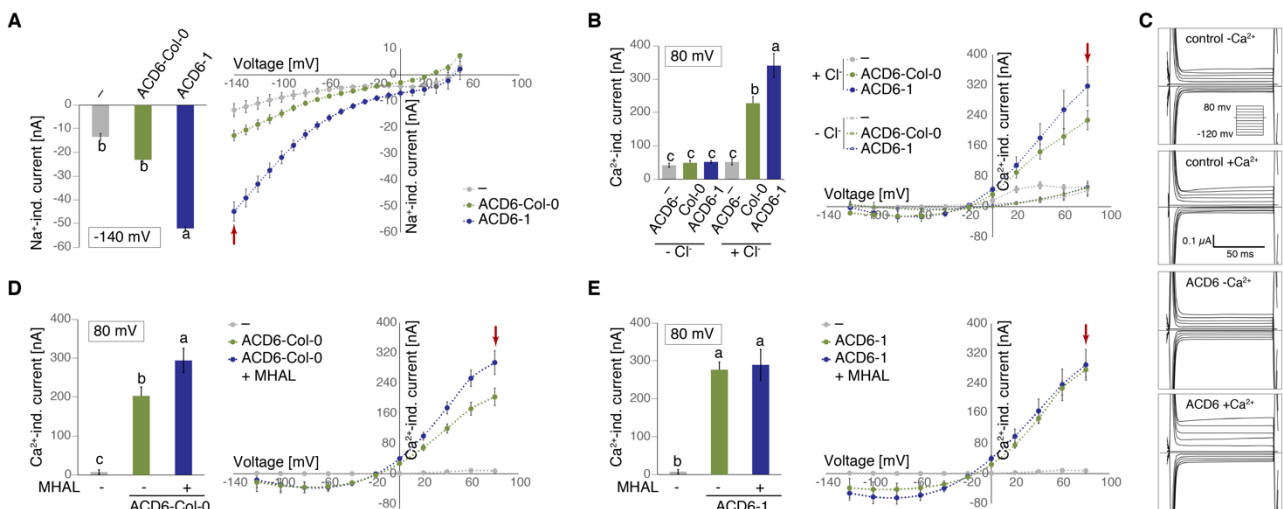 A
ACD6-Col-0
ACD6-1
–
0
-10
-20
-30
-40
-50
-60
Na⁺-ind. current [nA]
b
b
a
-140 mV
Voltage [mV]
-140
-100
-60
-20
20
60
100
10
5
0
-5
-10
-15
-20
-25
-30
-35
-40
-45
-50
-55
-60
Na⁺-ind. current [nA]
–
ACD6-Col-0
ACD6-1
B
400
300
200
100
0
Ca²⁺-ind. current [nA]
80 mV
c
c
c
c
b
a
–
ACD6-
Col-0
ACD6-1
–
ACD6-
Col-0
ACD6-1
- Cl⁻
+ Cl⁻
+ Cl⁻
–
ACD6-Col-0
ACD6-1
- Cl⁻
–
ACD6-Col-0
ACD6-1
Voltage [mV]
-140
-100
-60
-20
20
60
100
400
320
240
160
80
0
-80
Ca²⁺-ind. current [nA]
C
control -Ca²⁺
80 mv
-120 mV
control +Ca²⁺
0.1 µA
50 ms
ACD6 -Ca²⁺
ACD6 +Ca²⁺
D
400
300
200
100
0
Ca²⁺-ind. current [nA]
80 mV
c
b
a
MHAL
-
-
+
ACD6-Col-0
–
ACD6-Col-0
ACD6-Col-0
+ MHAL
Voltage [mV]
-140
-100
-60
-20
20
60
100
400
320
240
160
80
0
-80
Ca²⁺-ind. current [nA]
E
400
300
200
100
0
Ca²⁺-ind. current [nA]
80 mV
b
a
a
MHAL
-
-
+
ACD6-1
–
ACD6-1
ACD6-1
+ MHAL
Voltage [mV]
-140
-100
-60
-20
20
60
100
400
320
240
160
80
0
-80
Ca²⁺-ind. current [nA]